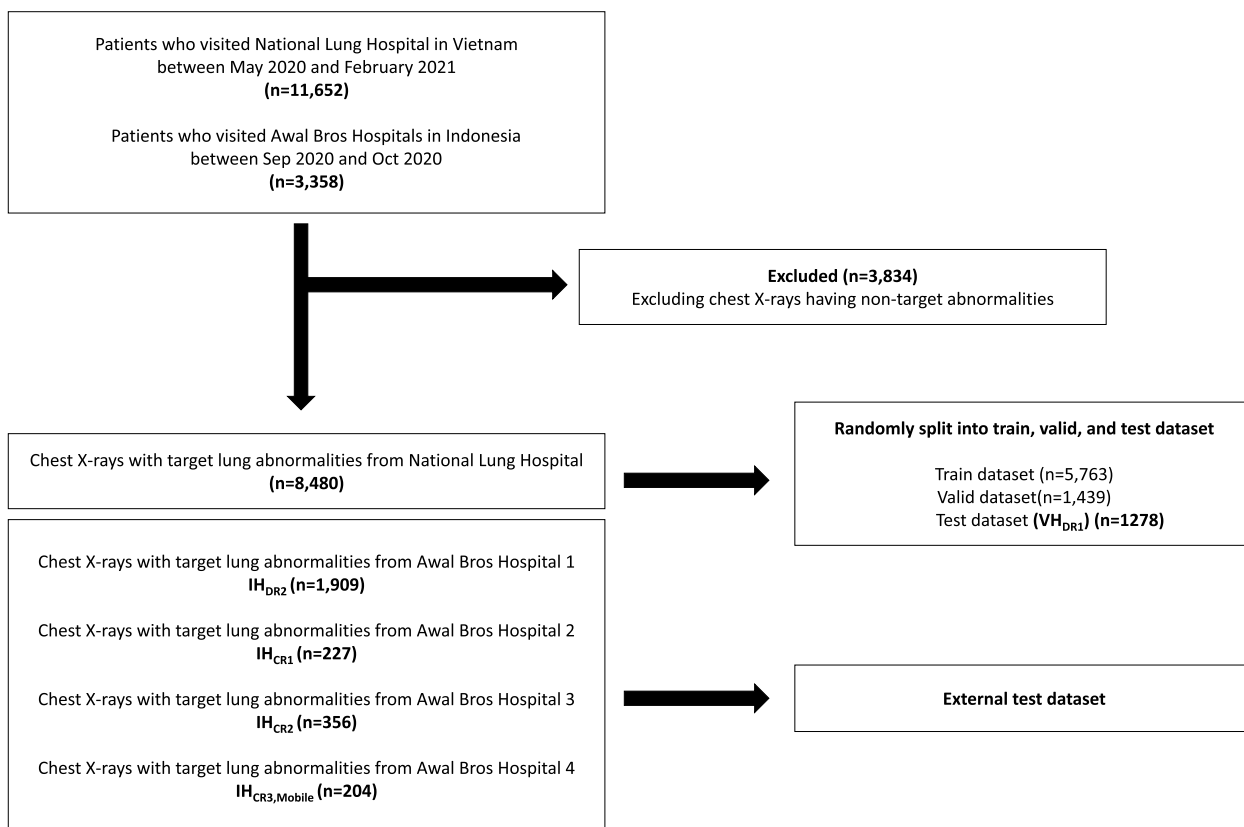 Patients who visited National Lung Hospital in Vietnam
between May 2020 and February 2021
(n=11,652)
Patients who visited Awal Bros Hospitals in Indonesia
between Sep 2020 and Oct 2020
(n=3,358)
Excluded (n=3,834)
Excluding chest X-rays having non-target abnormalities
Chest X-rays with target lung abnormalities from National Lung Hospital
(n=8,480)
Randomly split into train, valid, and test dataset
Train dataset (n=5,763)
Valid dataset(n=1,439)
Test dataset (VHDR1) (n=1278)
Chest X-rays with target lung abnormalities from Awal Bros Hospital 1
IHDR2 (n=1,909)
Chest X-rays with target lung abnormalities from Awal Bros Hospital 2
IHCR1 (n=227)
Chest X-rays with target lung abnormalities from Awal Bros Hospital 3
IHCR2 (n=356)
Chest X-rays with target lung abnormalities from Awal Bros Hospital 4
IHCR3,Mobile (n=204)
External test dataset